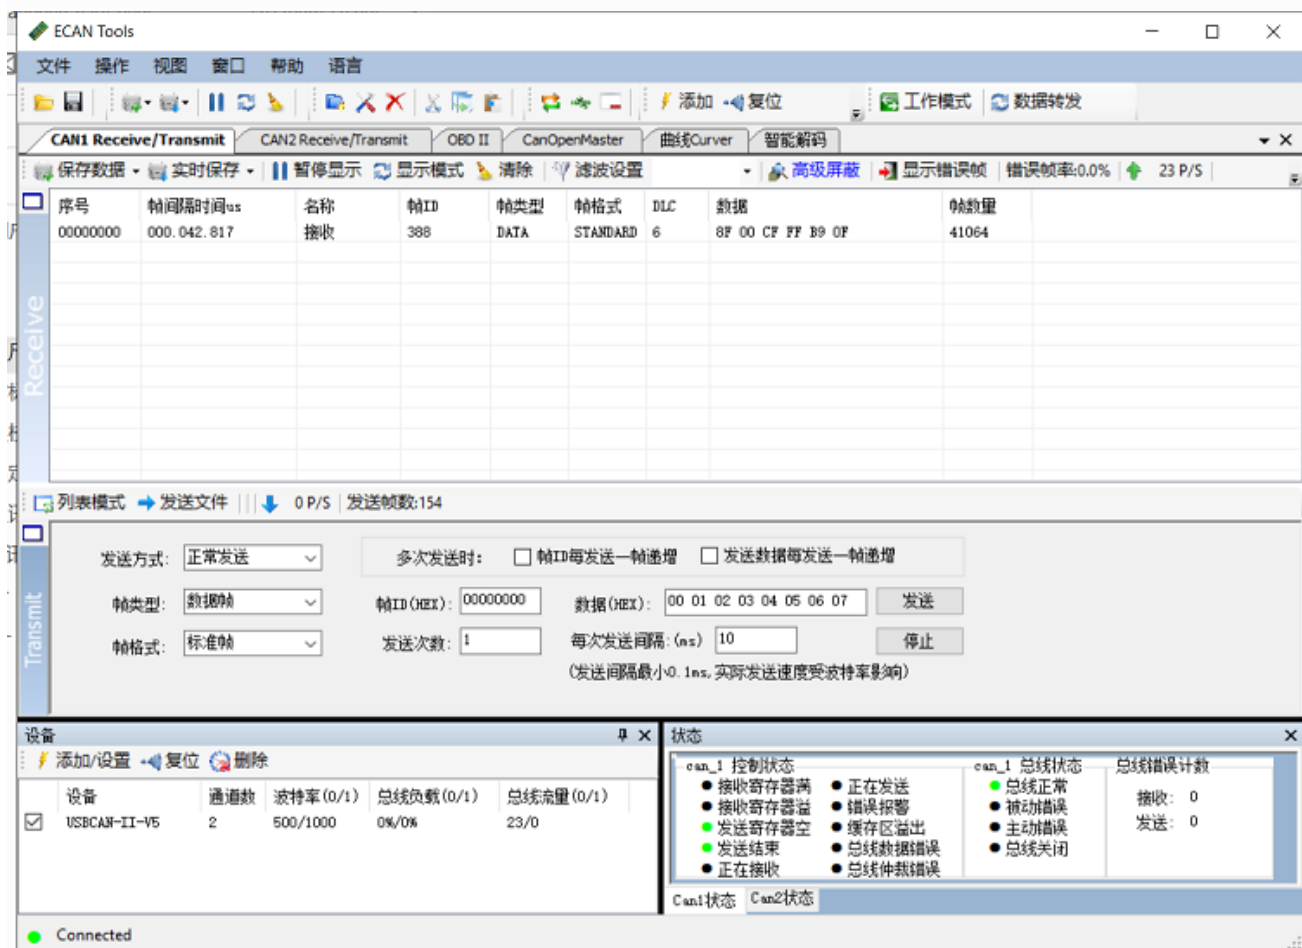 ECAN Tools
文件 操作 视图 窗口 帮助 语言
添加 复位 工作模式 数据转发
CAN1 Receive/Transmit CAN2 Receive/Transmit OBD II CanOpenMaster 曲线Curver 智能解码
保存数据 实时保存 暂停显示 显示模式 清除 滤波设置 高级屏蔽 显示错误帧 错误帧率:0.0% 23 P/S
序号 帧间隔时间us 名称 帧ID 帧类型 帧格式 DLC 数据 帧数量
00000000 000.042.817 接收 388 DATA STANDARD 6 8F 00 CF FF B9 0F 41064
Receive
列表模式 发送文件 0 P/S 发送帧数:154
发送方式: 正常发送 多次发送时: 帧ID每发送一帧递增 发送数据每发送一帧递增
帧类型: 数据帧 帧ID(HEX): 00000000 数据(HEX): 00 01 02 03 04 05 06 07 发送
帧格式: 标准帧 发送次数: 1 每次发送间隔:(ms) 10 停止
(发送间隔最小0.1ms,实际发送速度受波特率影响)
Transmit
设备
添加/设置 复位 删除
设备 通道数 波特率(0/1) 总线负载(0/1) 总线流量(0/1)
USBCAN-II-V5 2 500/1000 0%/0% 23/0
状态
can_1 控制状态 can_1 总线状态 总线错误计数
接收寄存器满 正在发送 总线正常 接收: 0
接收寄存器溢 错误报警 被动错误
发送寄存器空 缓存区溢出 主动错误 发送: 0
发送结束 总线数据错误 总线关闭
正在接收 总线仲裁错误
Can1状态 Can2状态
Connected